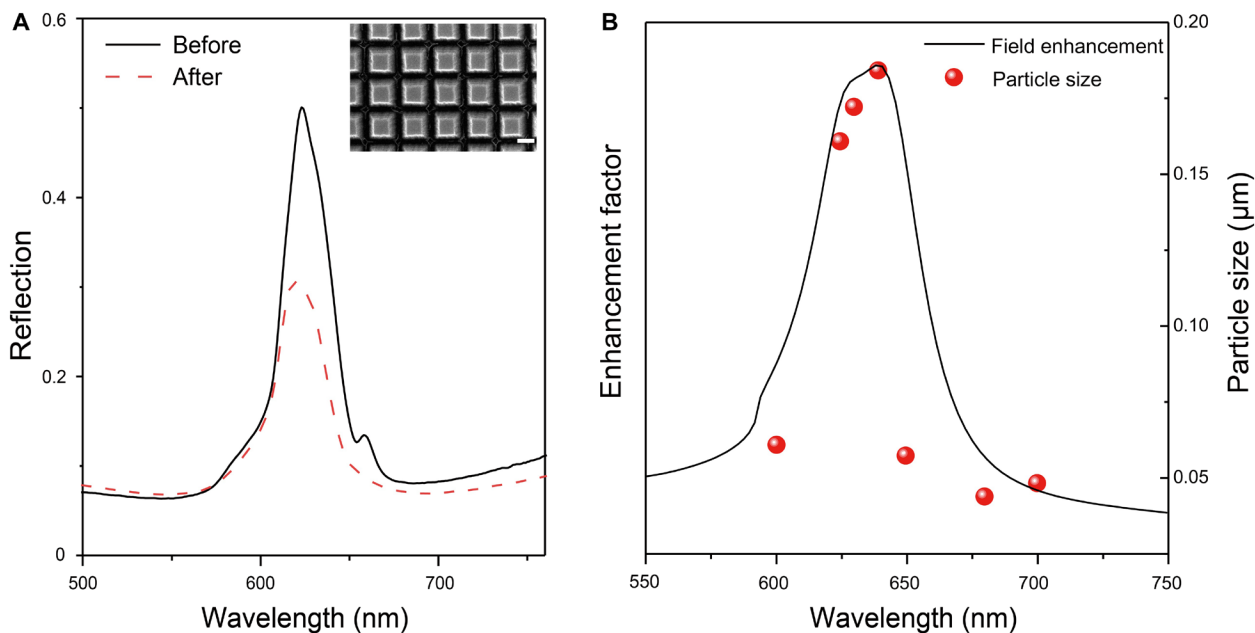 A
0.6
0.4
0.2
0
Reflection
Before
After
500
600
700
Wavelength (nm)
B
Enhancement factor
Field enhancement
Particle size
0.20
0.15
0.10
0.05
Particle size (μm)
550
600
650
700
750
Wavelength (nm)